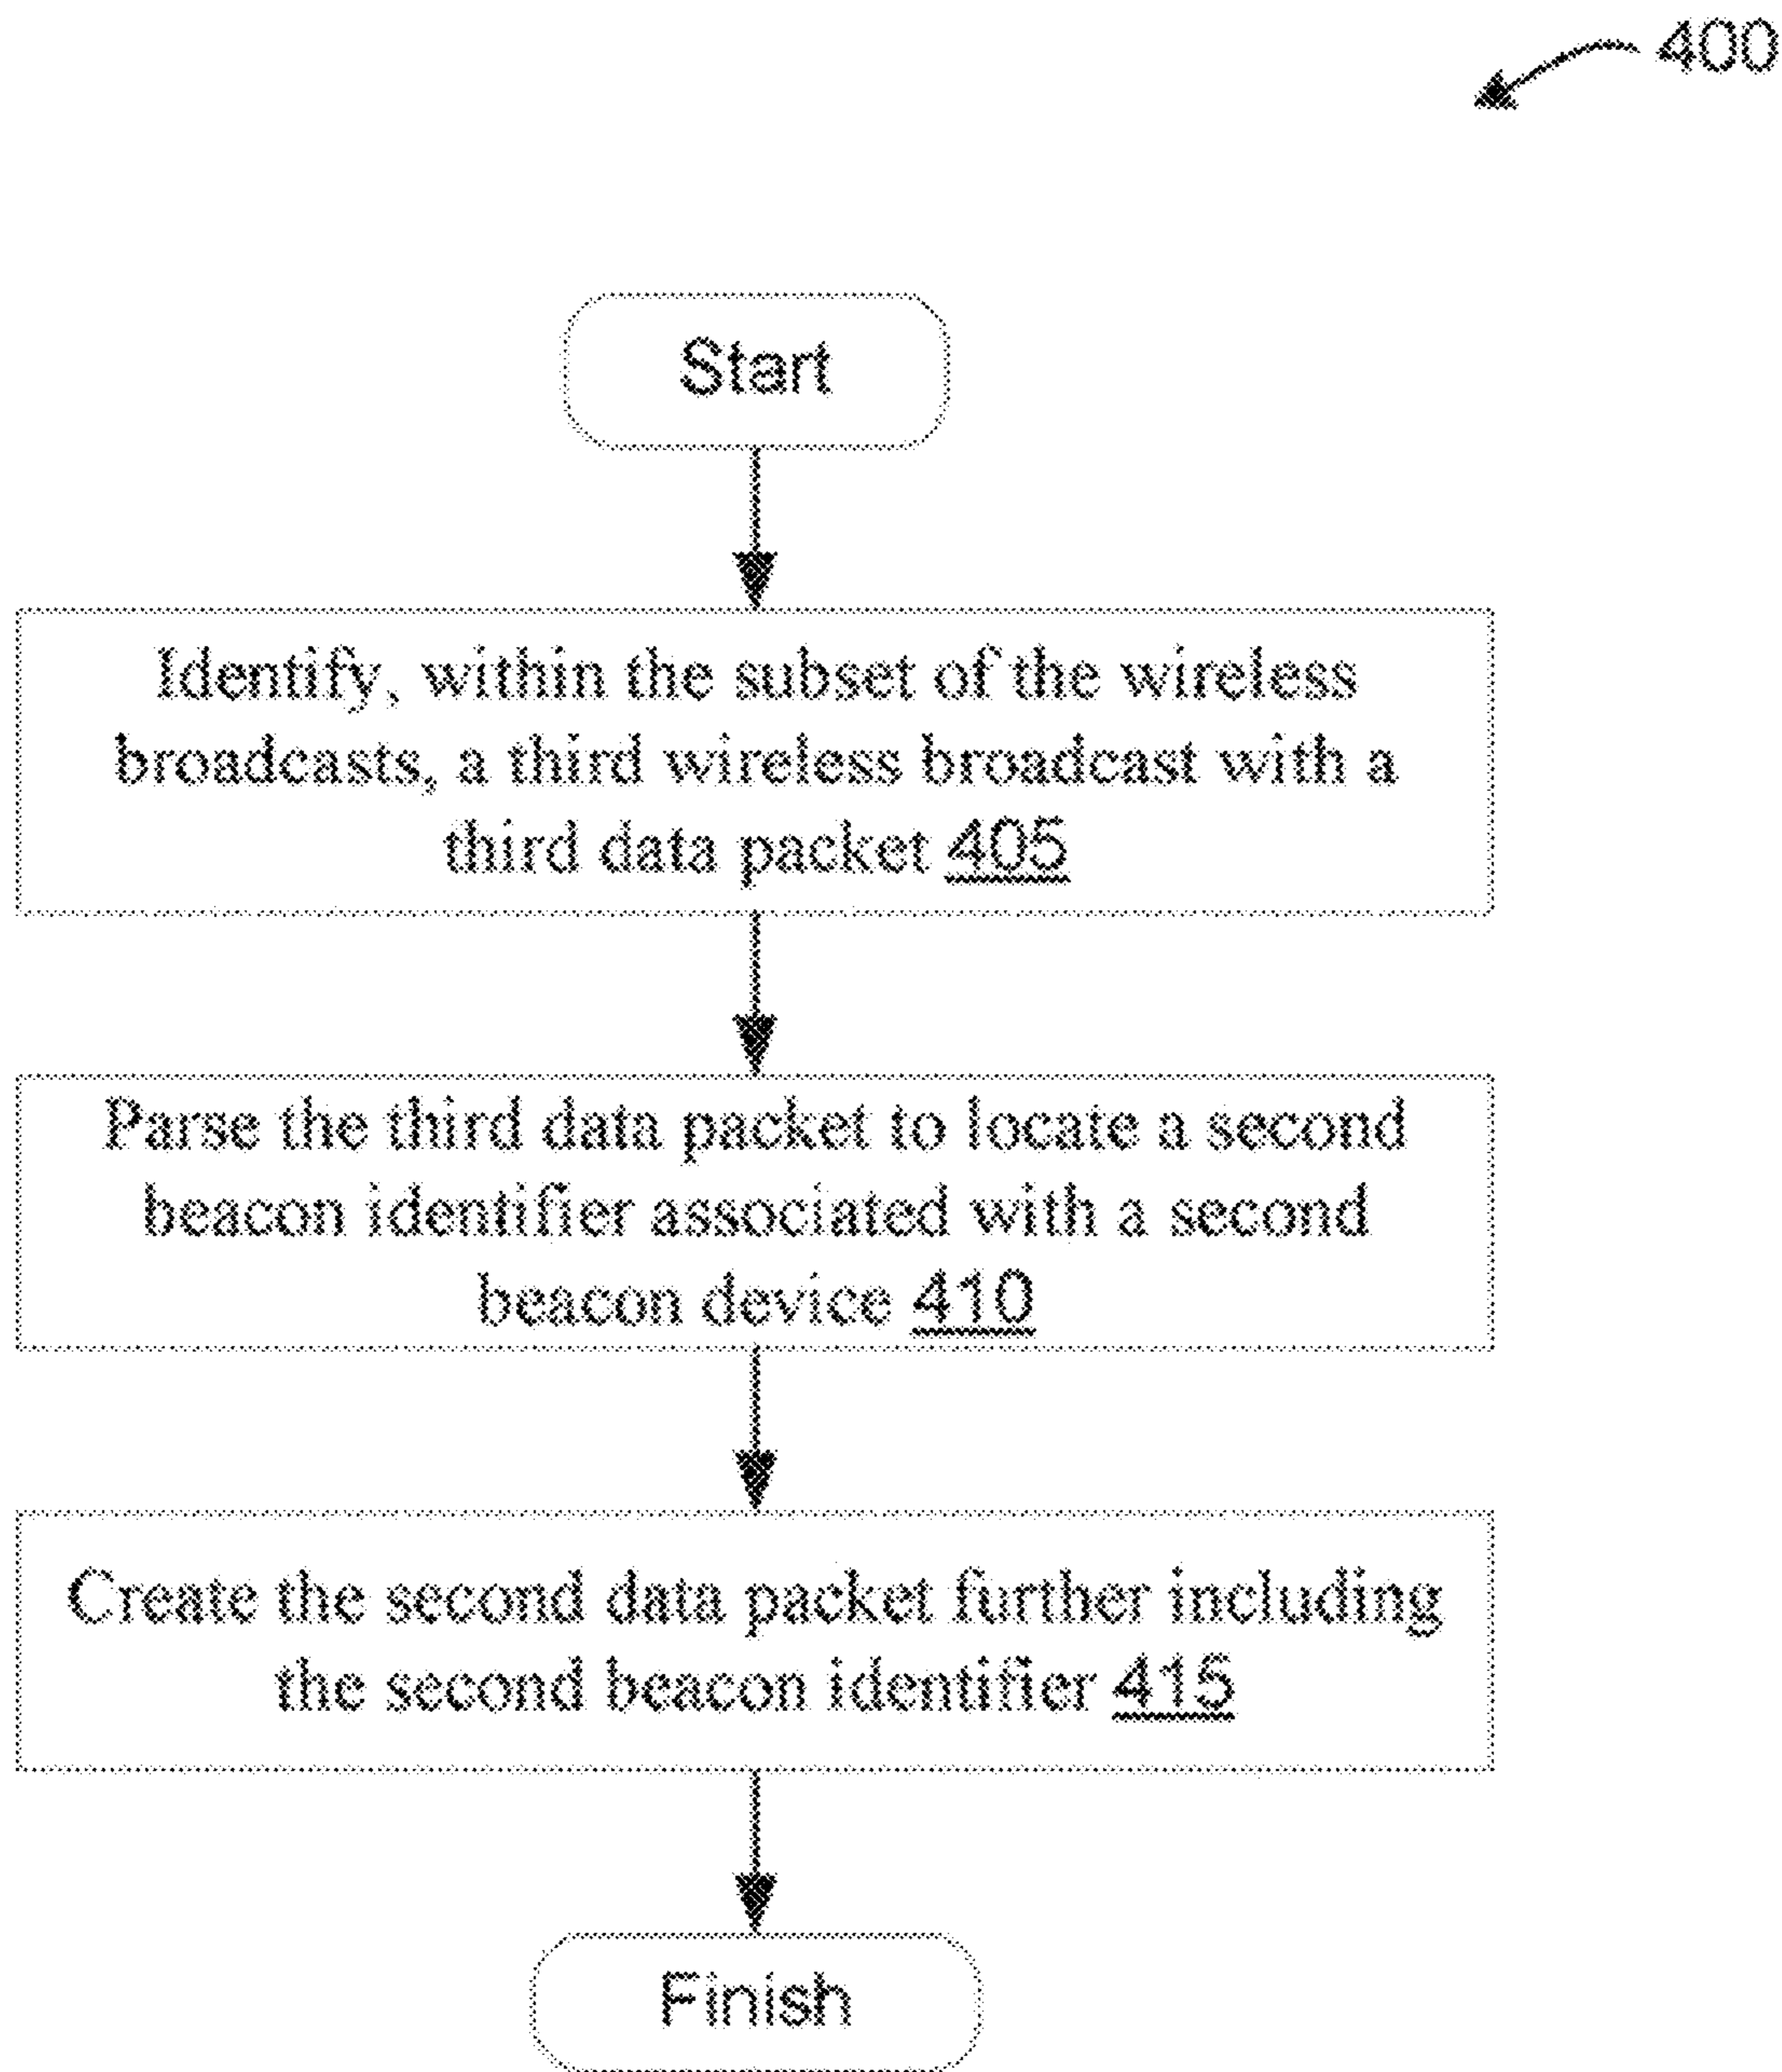 400
Start
Identify, within the subset of the wireless
broadcasts, a third wireless broadcast with a
third data packet 405
Parse the third data packet to locate a second
beacon identifier associated with a second
beacon device 410
Create the second data packet further including
the second beacon identifier 415
Finish